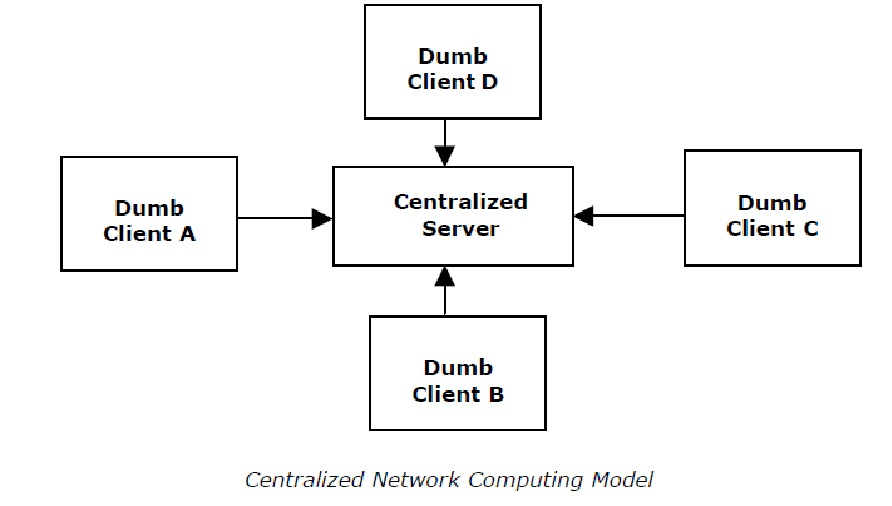 Dumb
Client D
Dumb
Client A
Centralized
Server
Dumb
Client C
Dumb
Client B
Centralized Network Computing Model